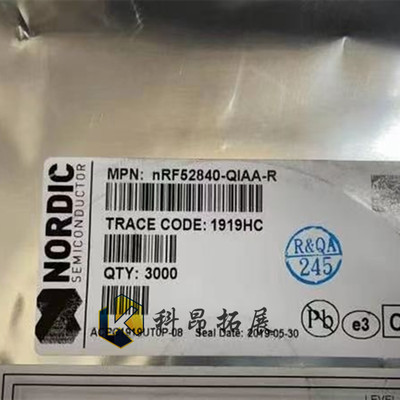 NORDIC
SEMICONDUCTOR
MPN: nRF52840-QIAA-R
TRACE CODE: 1919HC
R&QA
245
QTY: 3000
科昂拓展
Seal Date: 2019-05-30
Pb
e3
LEVEL